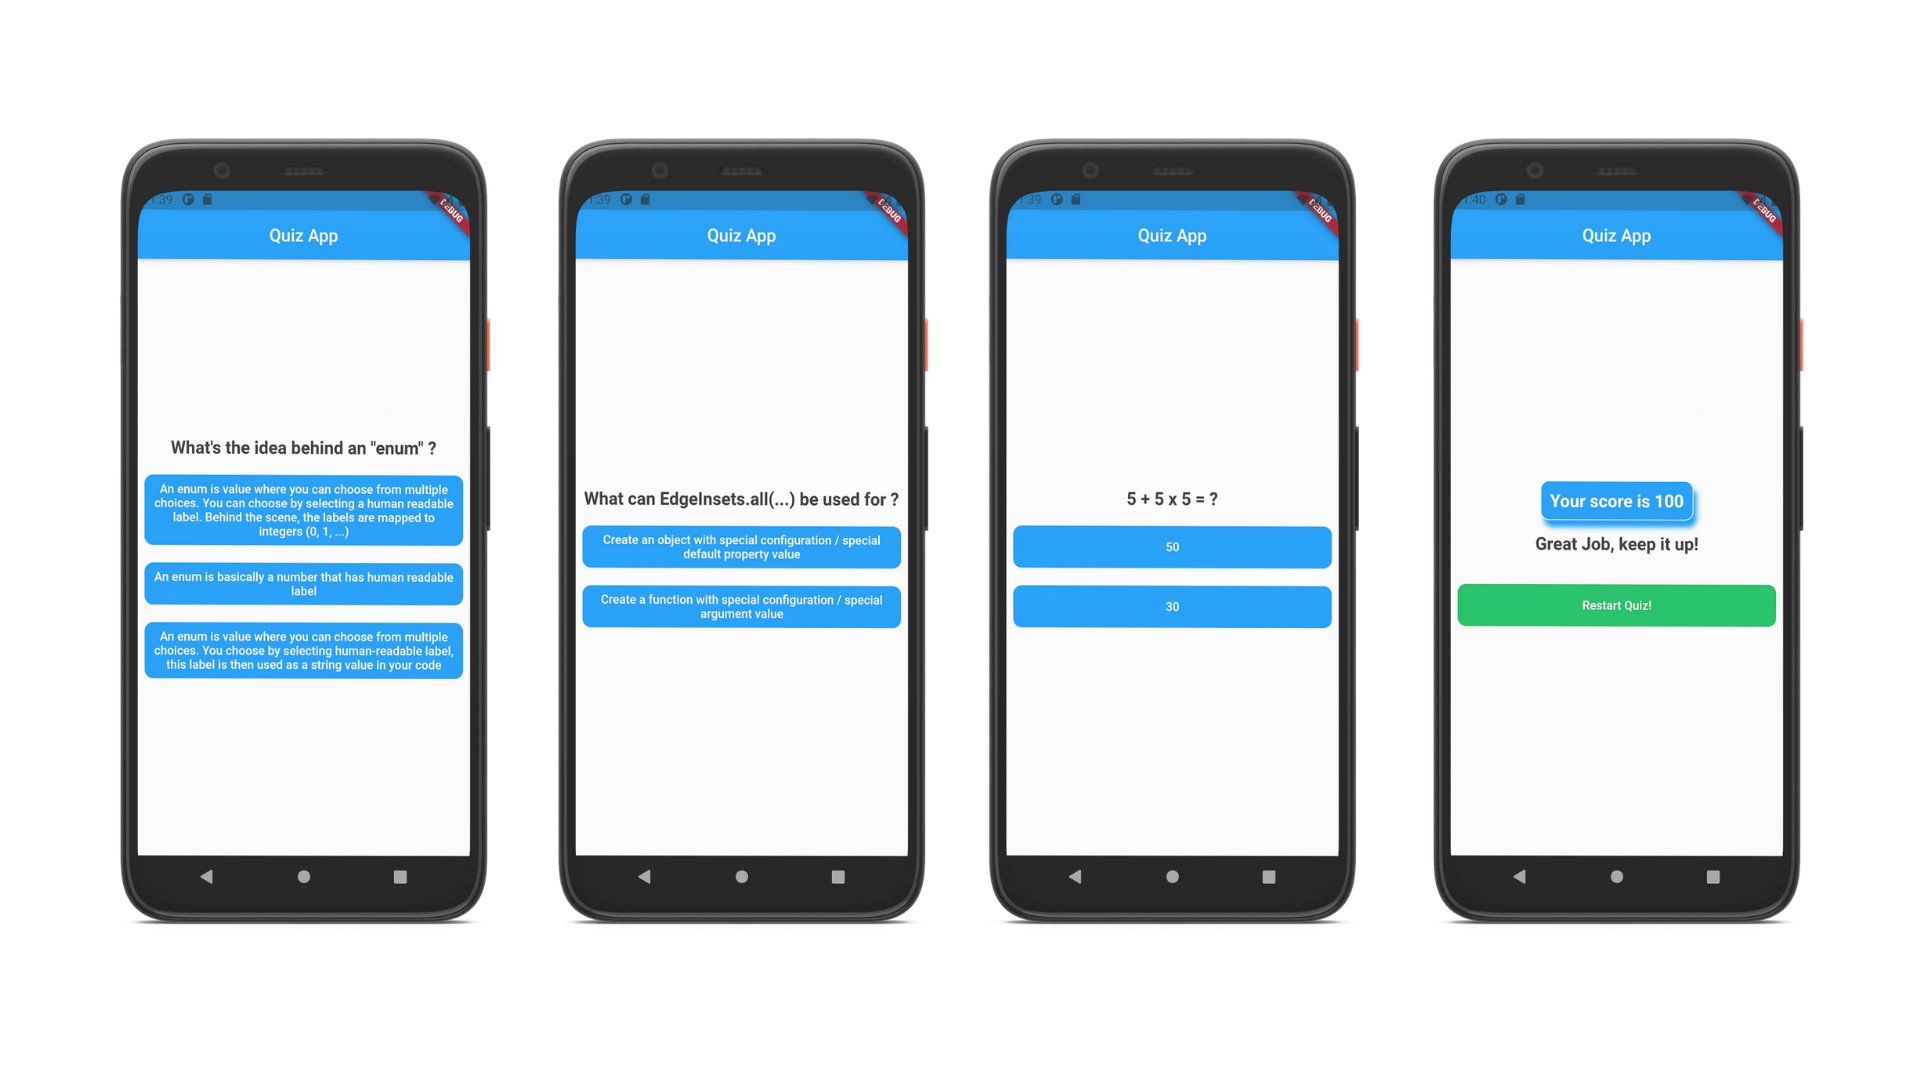 1:39
DEBUG
Quiz App
What's the idea behind an "enum" ?
An enum is value where you can choose from multiple
choices. You can choose by selecting a human readable
label. Behind the scene, the labels are mapped to
integers (0, 1, ...)
An enum is basically a number that has human readable
label
An enum is value where you can choose from multiple
choices. You choose by selecting human-readable label,
this label is then used as a string value in your code
1:39
DEBUG
Quiz App
What can EdgeInsets.all(...) be used for ?
Create an object with special configuration / special
default property value
Create a function with special configuration / special
argument value
1:39
DEBUG
Quiz App
5 + 5 x 5 = ?
50
30
1:40
DEBUG
Quiz App
Your score is 100
Great Job, keep it up!
Restart Quiz!